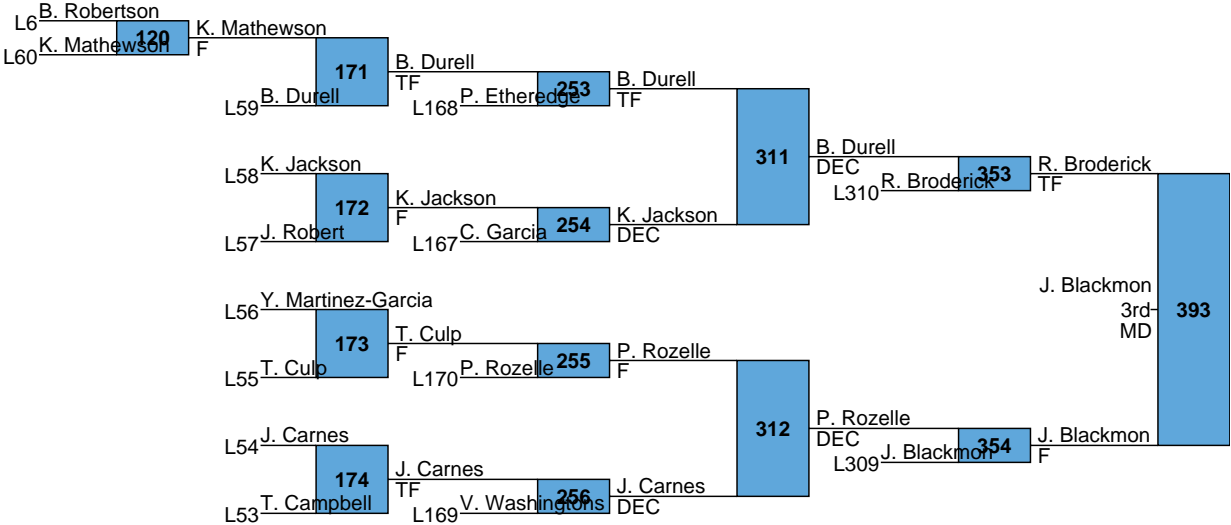 B. Robertson
L6
120
K. Mathewson
L60
K. Mathewson
F
171
B. Durell
L59
B. Durell
TF
253
P. Etheredge
L168
B. Durell
TF
K. Jackson
L58
172
J. Robert
L57
K. Jackson
F
254
C. Garcia
L167
K. Jackson
DEC
311
B. Durell
DEC
353
R. Broderick
L310
R. Broderick
TF
Y. Martinez-Garcia
L56
173
T. Culp
L55
T. Culp
F
255
P. Rozelle
L170
P. Rozelle
F
J. Carnes
L54
174
T. Campbell
L53
J. Carnes
TF
256
V. Washingtons
L169
J. Carnes
DEC
312
P. Rozelle
DEC
354
J. Blackmon
L309
J. Blackmon
F
J. Blackmon
3rd
MD
393